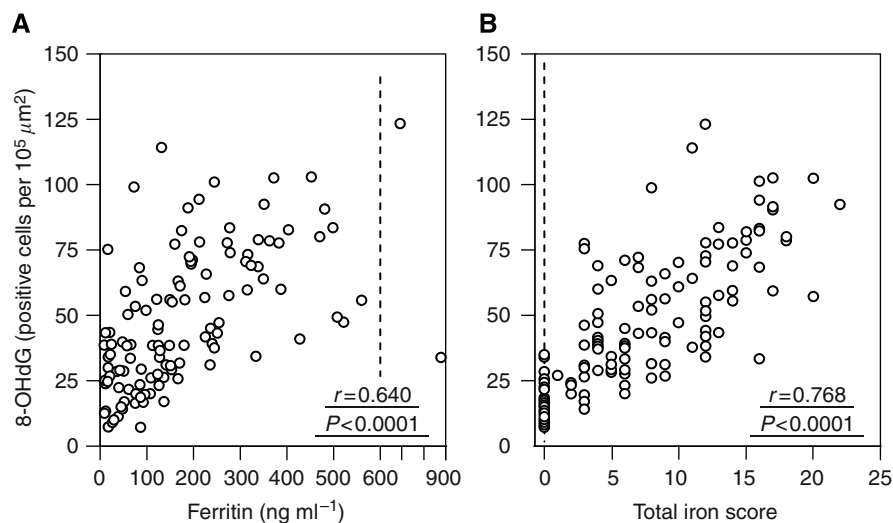 A
B
8-OHdG (positive cells per 10⁵ μm²)
150
125
100
75
50
25
0
r=0.640
P<0.0001
0 100 200 300 400 500 600 900
Ferritin (ng ml⁻¹)
150
125
100
75
50
25
0
r=0.768
P<0.0001
0 5 10 15 20 25
Total iron score